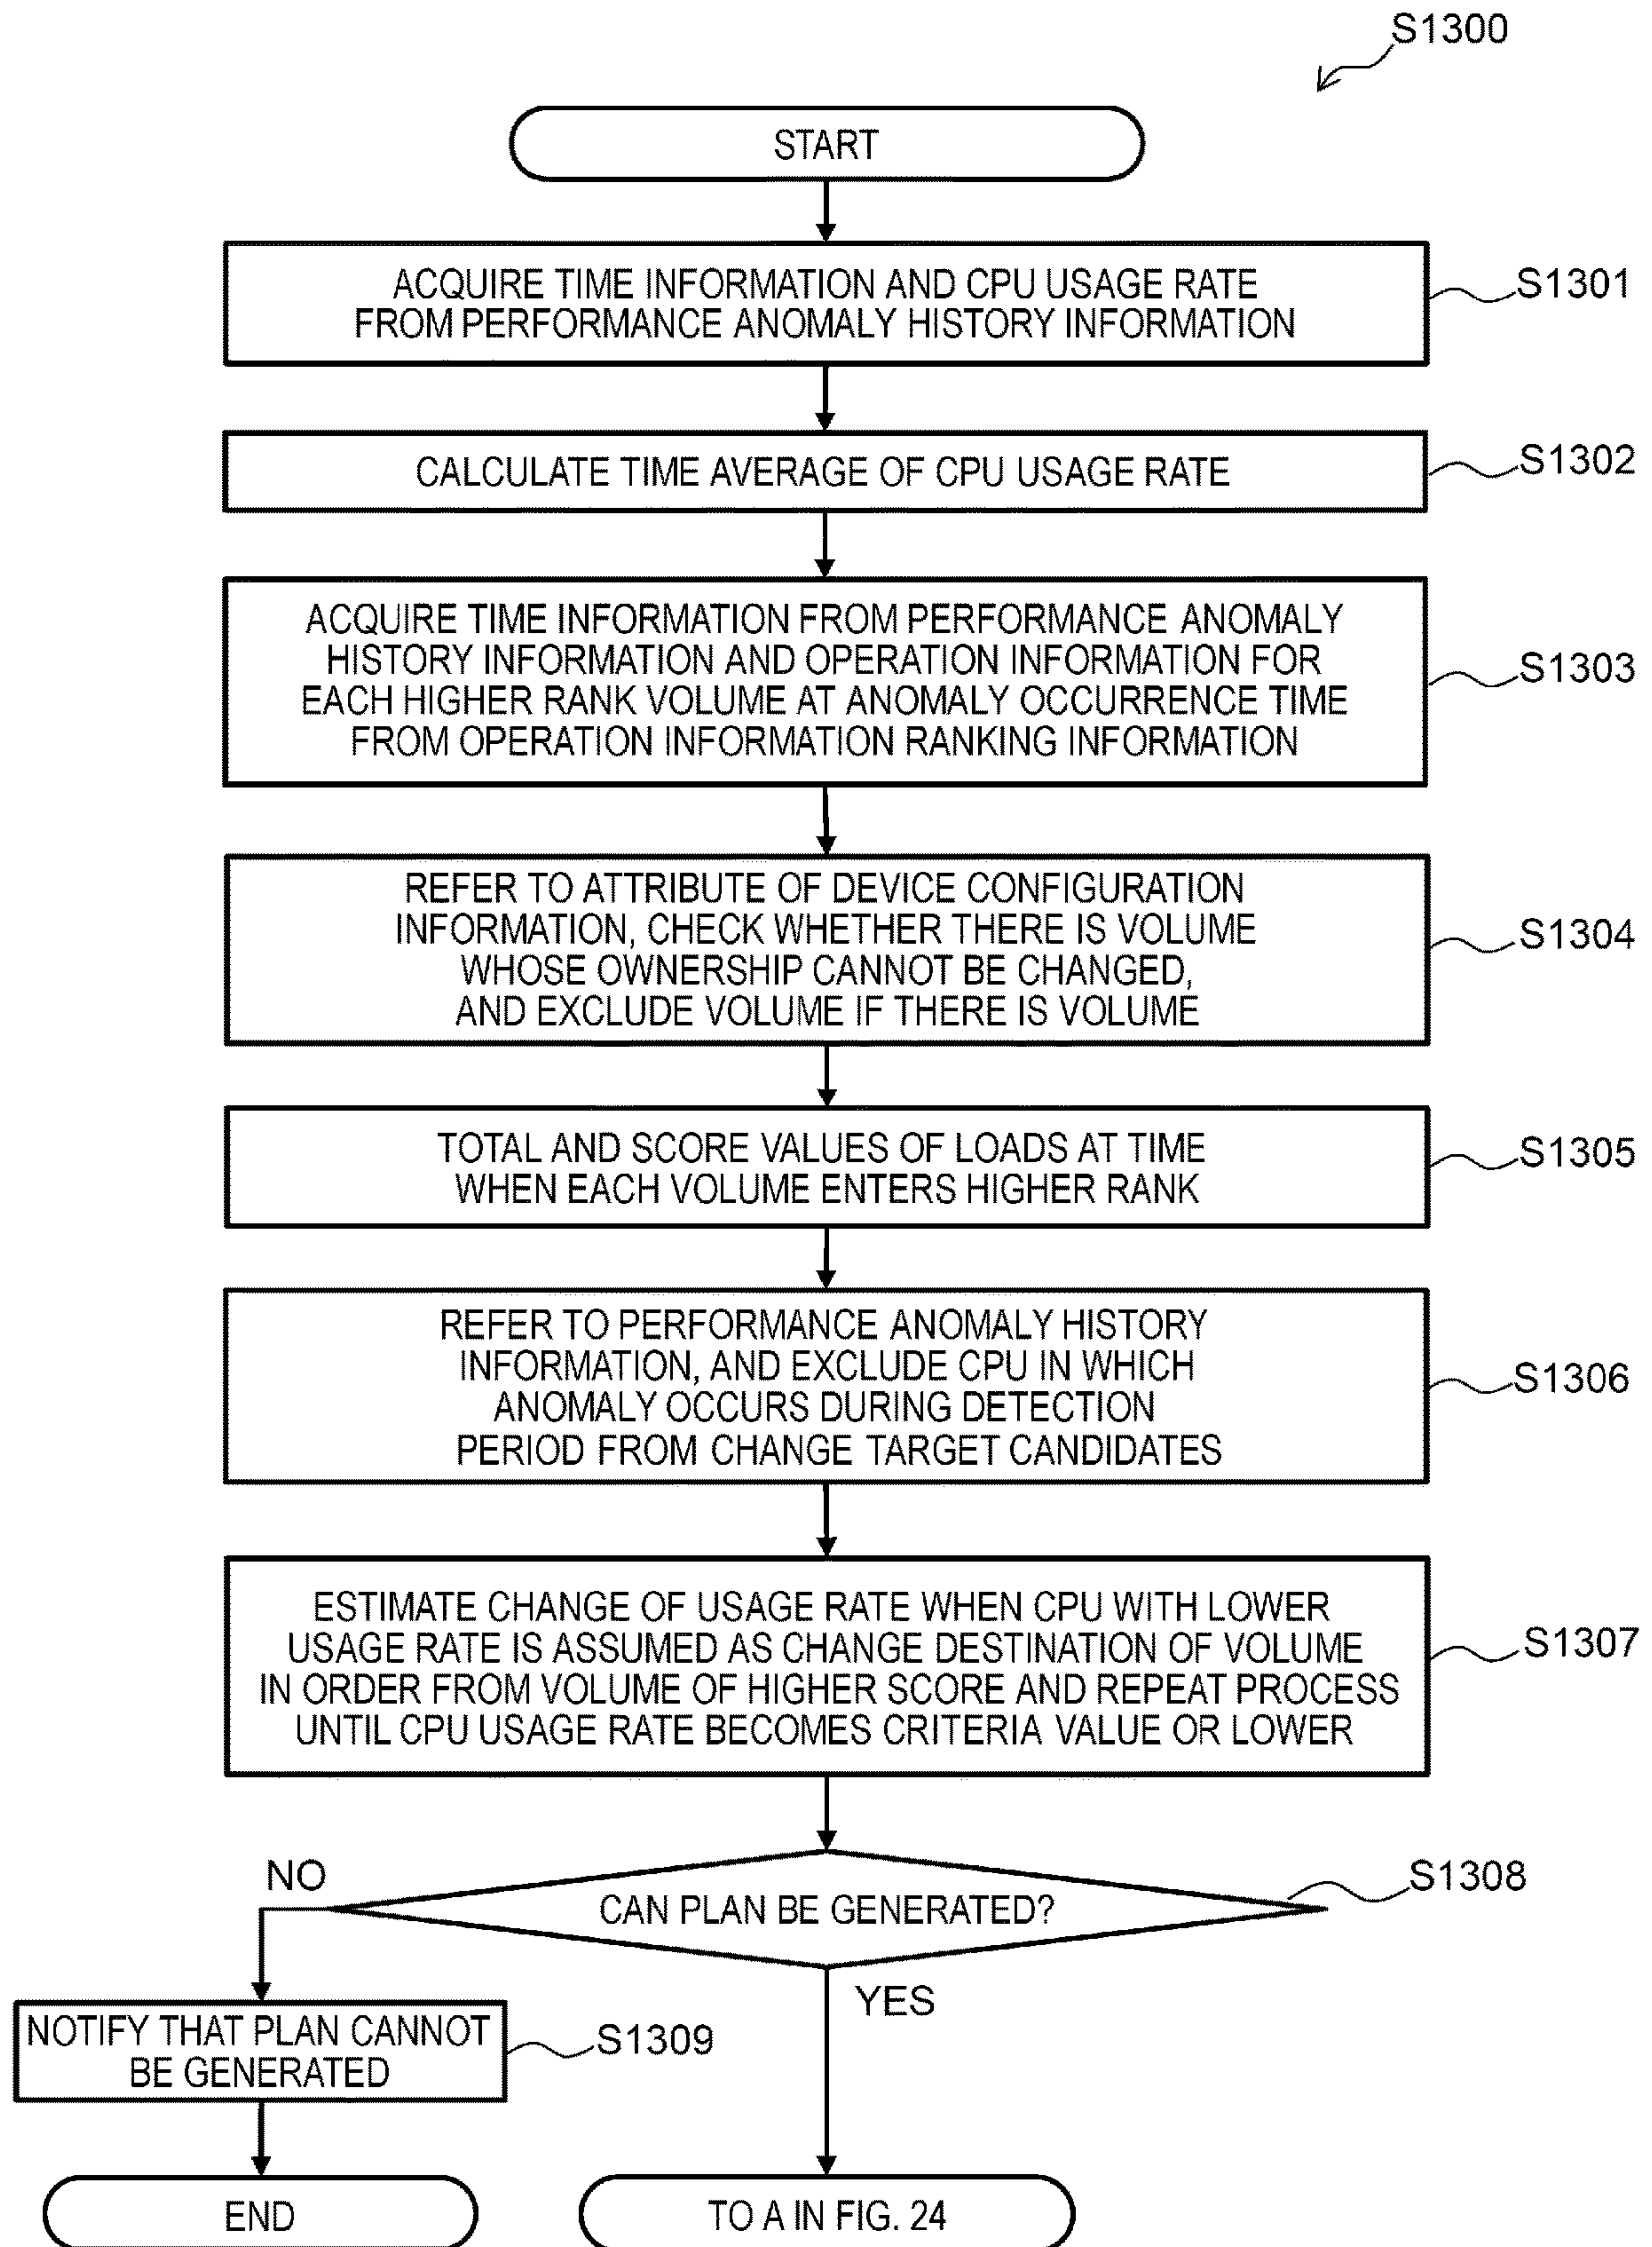 S1300
START
ACQUIRE TIME INFORMATION AND CPU USAGE RATE
FROM PERFORMANCE ANOMALY HISTORY INFORMATION
S1301
CALCULATE TIME AVERAGE OF CPU USAGE RATE
S1302
ACQUIRE TIME INFORMATION FROM PERFORMANCE ANOMALY
HISTORY INFORMATION AND OPERATION INFORMATION FOR
EACH HIGHER RANK VOLUME AT ANOMALY OCCURRENCE TIME
FROM OPERATION INFORMATION RANKING INFORMATION
S1303
REFER TO ATTRIBUTE OF DEVICE CONFIGURATION
INFORMATION, CHECK WHETHER THERE IS VOLUME
WHOSE OWNERSHIP CANNOT BE CHANGED,
AND EXCLUDE VOLUME IF THERE IS VOLUME
S1304
TOTAL AND SCORE VALUES OF LOADS AT TIME
WHEN EACH VOLUME ENTERS HIGHER RANK
S1305
REFER TO PERFORMANCE ANOMALY HISTORY
INFORMATION, AND EXCLUDE CPU IN WHICH
ANOMALY OCCURS DURING DETECTION
PERIOD FROM CHANGE TARGET CANDIDATES
S1306
ESTIMATE CHANGE OF USAGE RATE WHEN CPU WITH LOWER
USAGE RATE IS ASSUMED AS CHANGE DESTINATION OF VOLUME
IN ORDER FROM VOLUME OF HIGHER SCORE AND REPEAT PROCESS
UNTIL CPU USAGE RATE BECOMES CRITERIA VALUE OR LOWER
S1307
NO
CAN PLAN BE GENERATED?
S1308
YES
NOTIFY THAT PLAN CANNOT
BE GENERATED
S1309
END
TO A IN FIG. 24